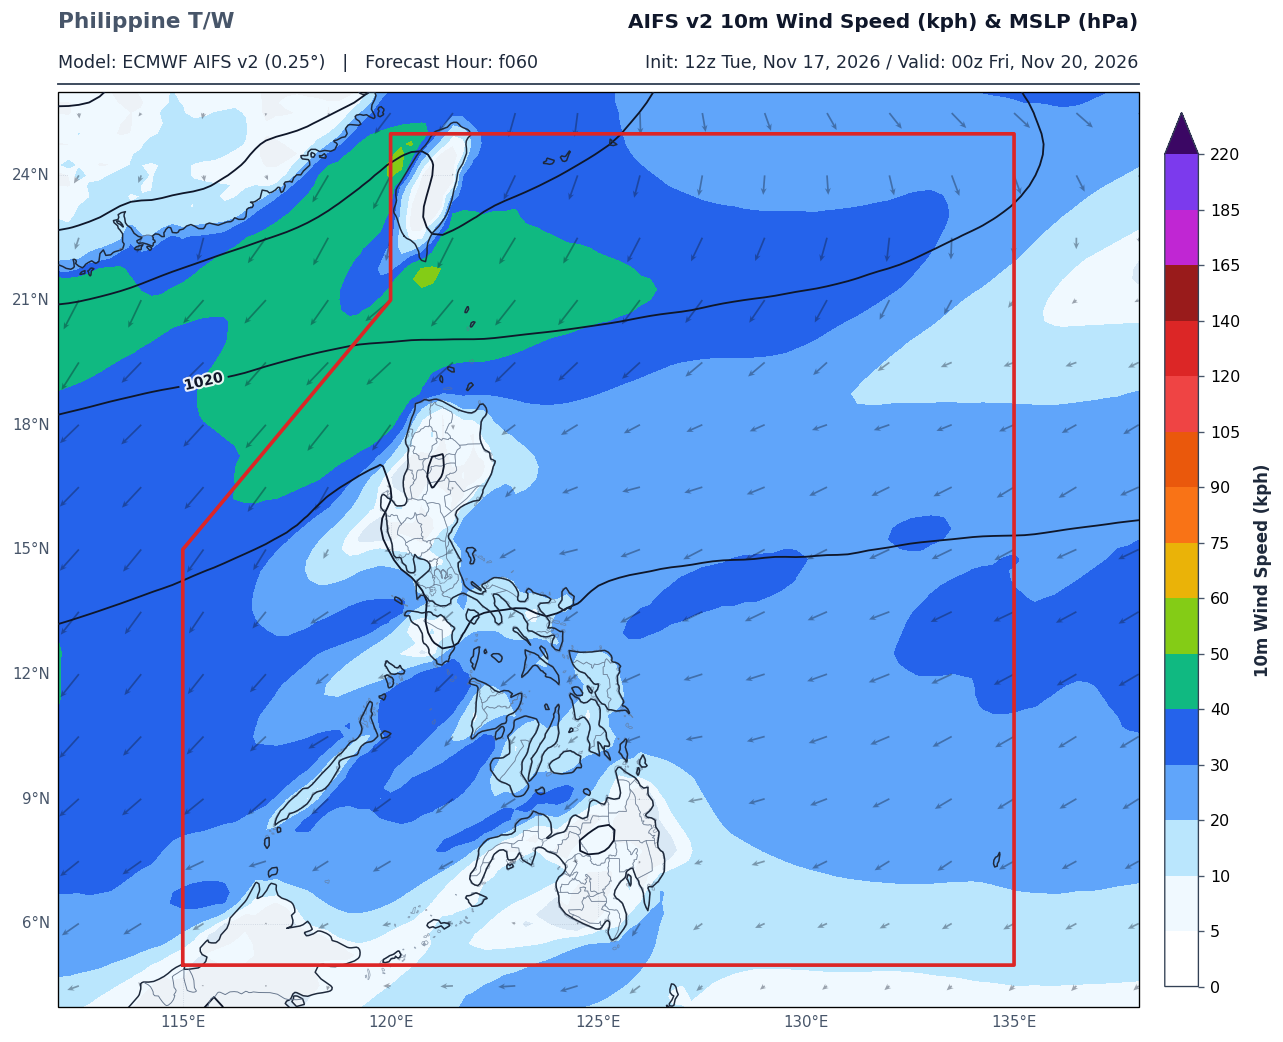 Philippine T/W
AIFS v2 10m Wind Speed (kph) & MSLP (hPa)
Model: ECMWF AIFS v2 (0.25°) | Forecast Hour: f060
Init: 12z Tue, Nov 17, 2026 / Valid: 00z Fri, Nov 20, 2026
24°N
21°N
18°N
15°N
12°N
9°N
6°N
1020
115°E
120°E
125°E
130°E
135°E
220
185
165
140
120
105
90
75
60
50
40
30
20
10
5
0
10m Wind Speed (kph)